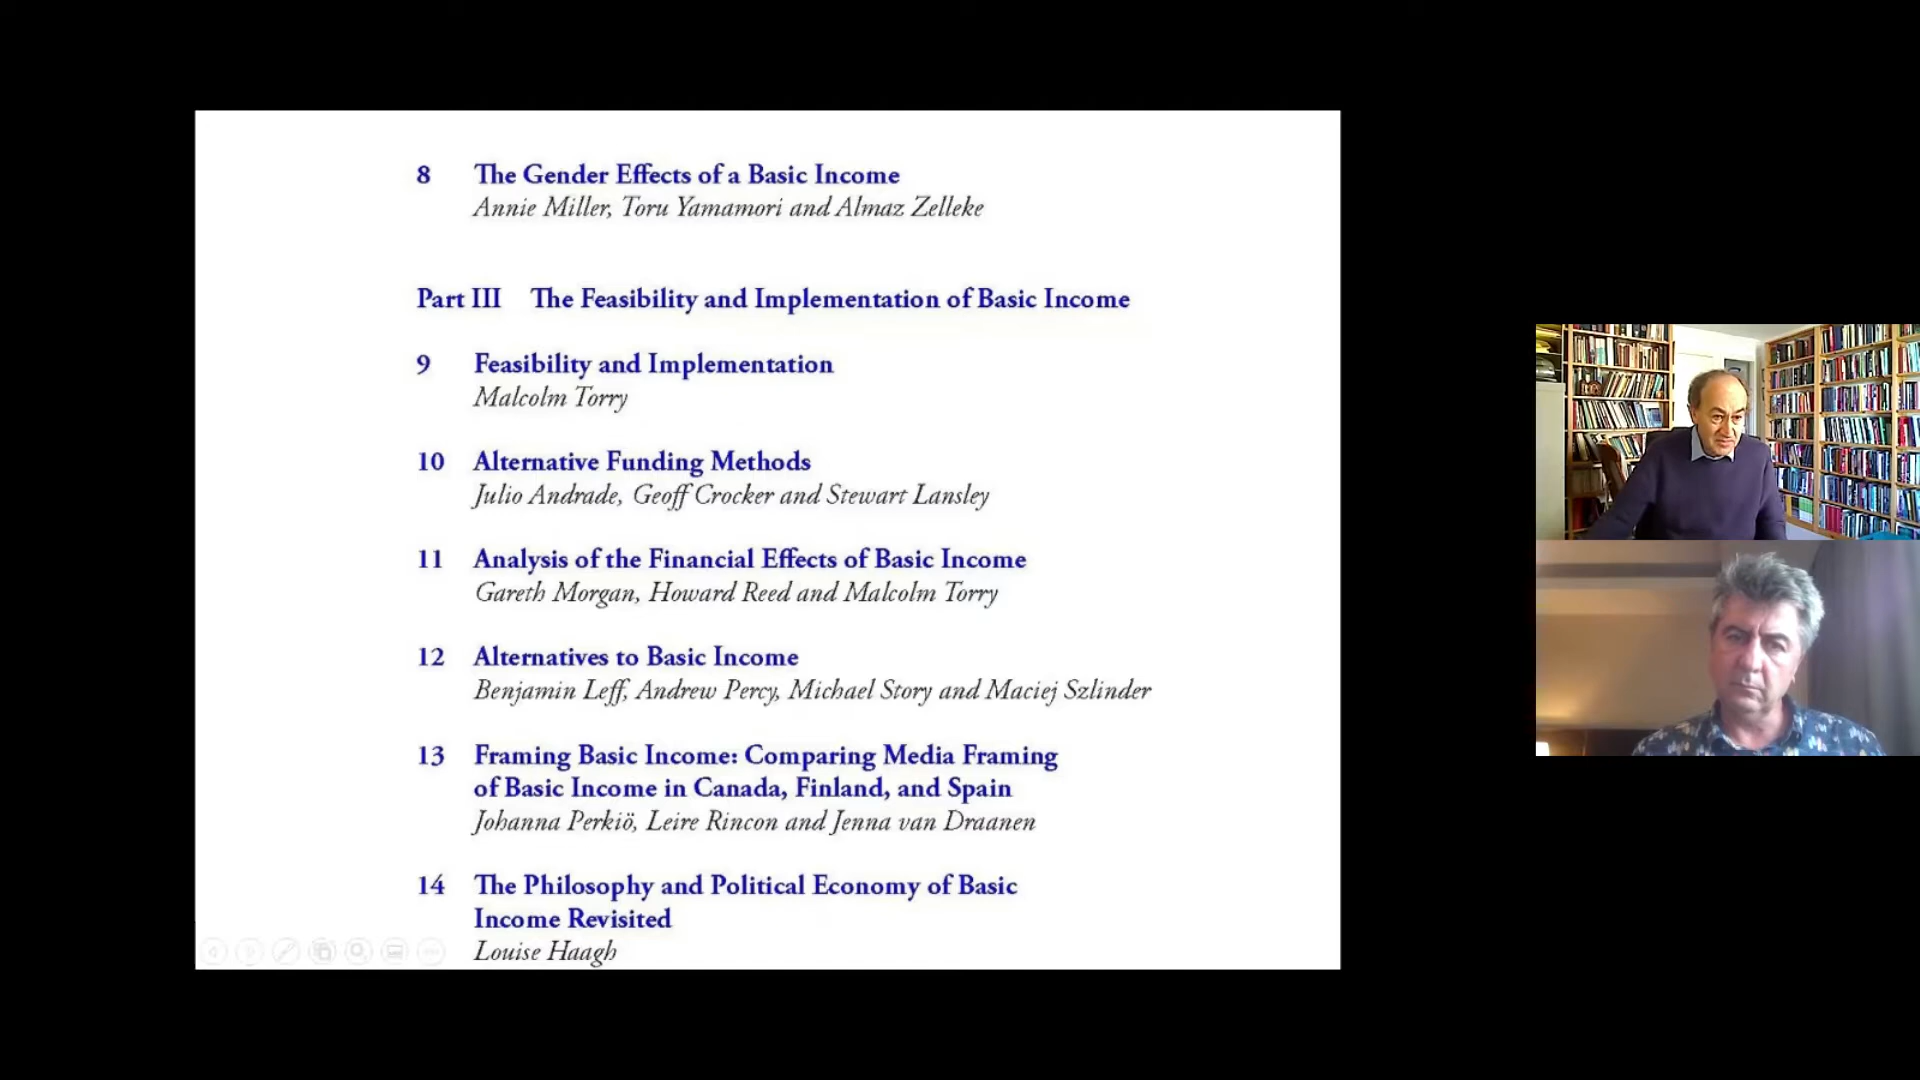 8 The Gender Effects of a Basic Income
Annie Miller, Toru Yamamori and Almaz Zelleke
Part III The Feasibility and Implementation of Basic Income
9 Feasibility and Implementation
Malcolm Torry
10 Alternative Funding Methods
Julio Andrade, Geoff Crocker and Stewart Lansley
11 Analysis of the Financial Effects of Basic Income
Gareth Morgan, Howard Reed and Malcolm Torry
12 Alternatives to Basic Income
Benjamin Leff, Andrew Percy, Michael Story and Maciej Szlinder
13 Framing Basic Income: Comparing Media Framing
of Basic Income in Canada, Finland, and Spain
Johanna Perkiö, Leire Rincon and Jenna van Draanen
14 The Philosophy and Political Economy of Basic
Income Revisited
Louise Haagh